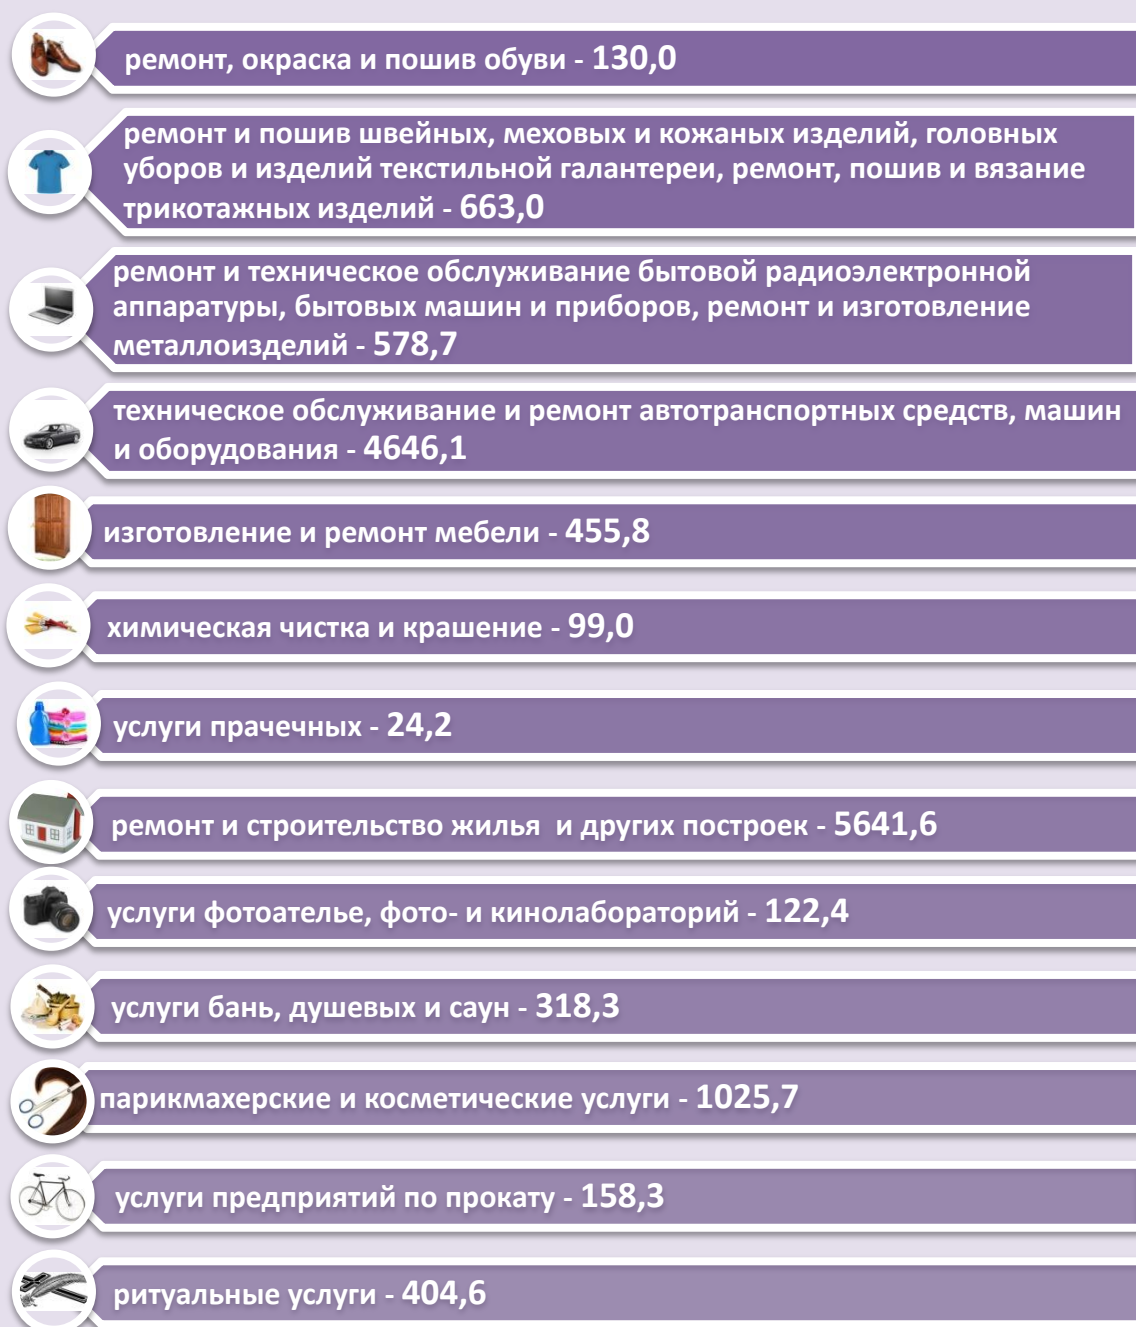 ремонт, окраска и пошив обуви - 130,0
ремонт и пошив швейных, меховых и кожаных изделий, головных
уборов и изделий текстильной галантереи, ремонт, пошив и вязание
трикотажных изделий - 663,0
ремонт и техническое обслуживание бытовой радиоэлектронной
аппаратуры, бытовых машин и приборов, ремонт и изготовление
металлоизделий - 578,7
техническое обслуживание и ремонт автотранспортных средств, машин
и оборудования - 4646,1
изготовление и ремонт мебели - 455,8
химическая чистка и крашение - 99,0
услуги прачечных - 24,2
ремонт и строительство жилья и других построек - 5641,6
услуги фотоателье, фото- и кинолабораторий - 122,4
услуги бань, душевых и саун - 318,3
парикмахерские и косметические услуги - 1025,7
услуги предприятий по прокату - 158,3
ритуальные услуги - 404,6